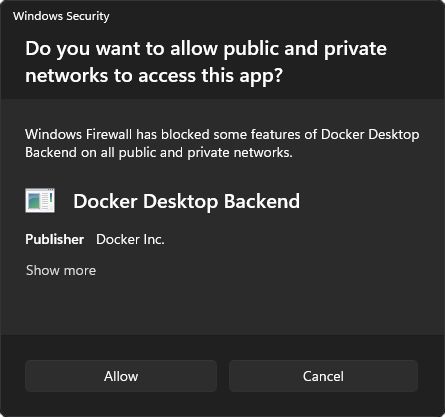 Windows Security
Do you want to allow public and private
networks to access this app?
Windows Firewall has blocked some features of Docker Desktop
Backend on all public and private networks.
Docker Desktop Backend
Publisher Docker Inc.
Show more
Allow Cancel